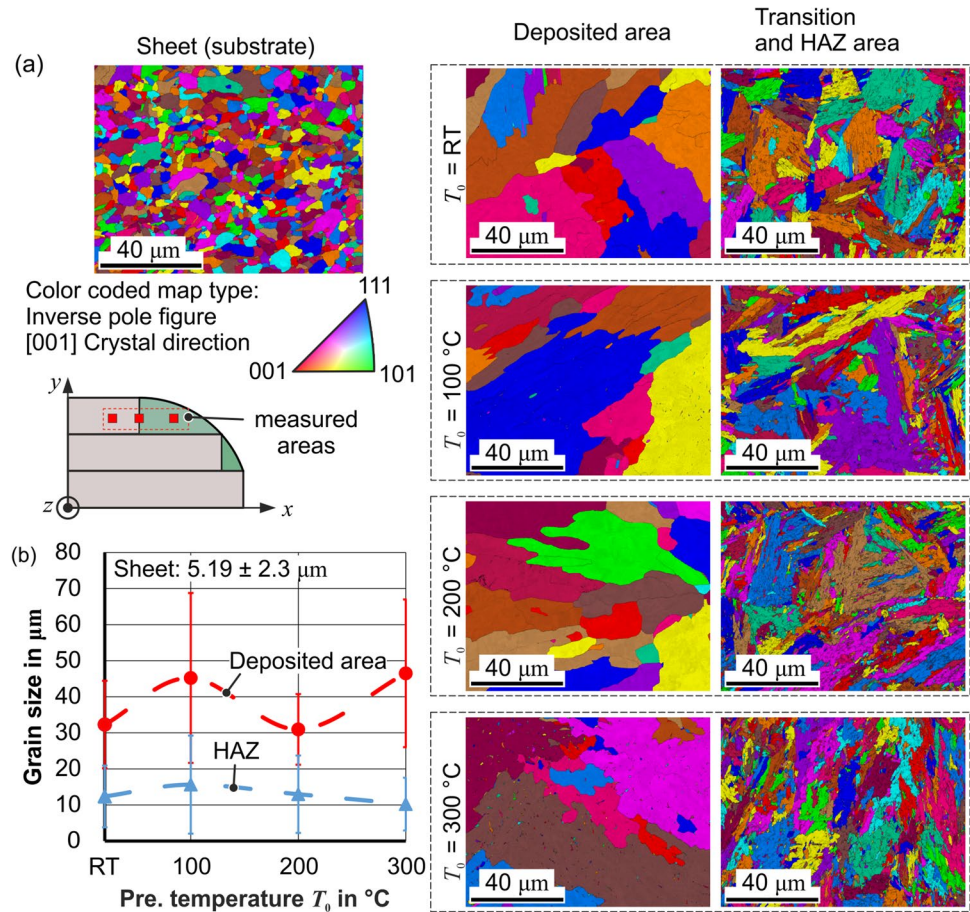 Sheet (substrate)
(a)
40 μm
Color coded map type:
Inverse pole figure
[001] Crystal direction
111
001
101
y
measured
areas
z
x
Deposited area
Transition
and HAZ area
T₀ = RT
40 μm
40 μm
T₀ = 100 °C
40 μm
40 μm
T₀ = 200 °C
40 μm
40 μm
T₀ = 300 °C
40 μm
40 μm
(b)
Grain size in μm
80
70
60
50
40
30
20
10
0
Sheet: 5.19 ± 2.3 μm
Deposited area
HAZ
RT
100
200
300
Pre. temperature T₀ in °C